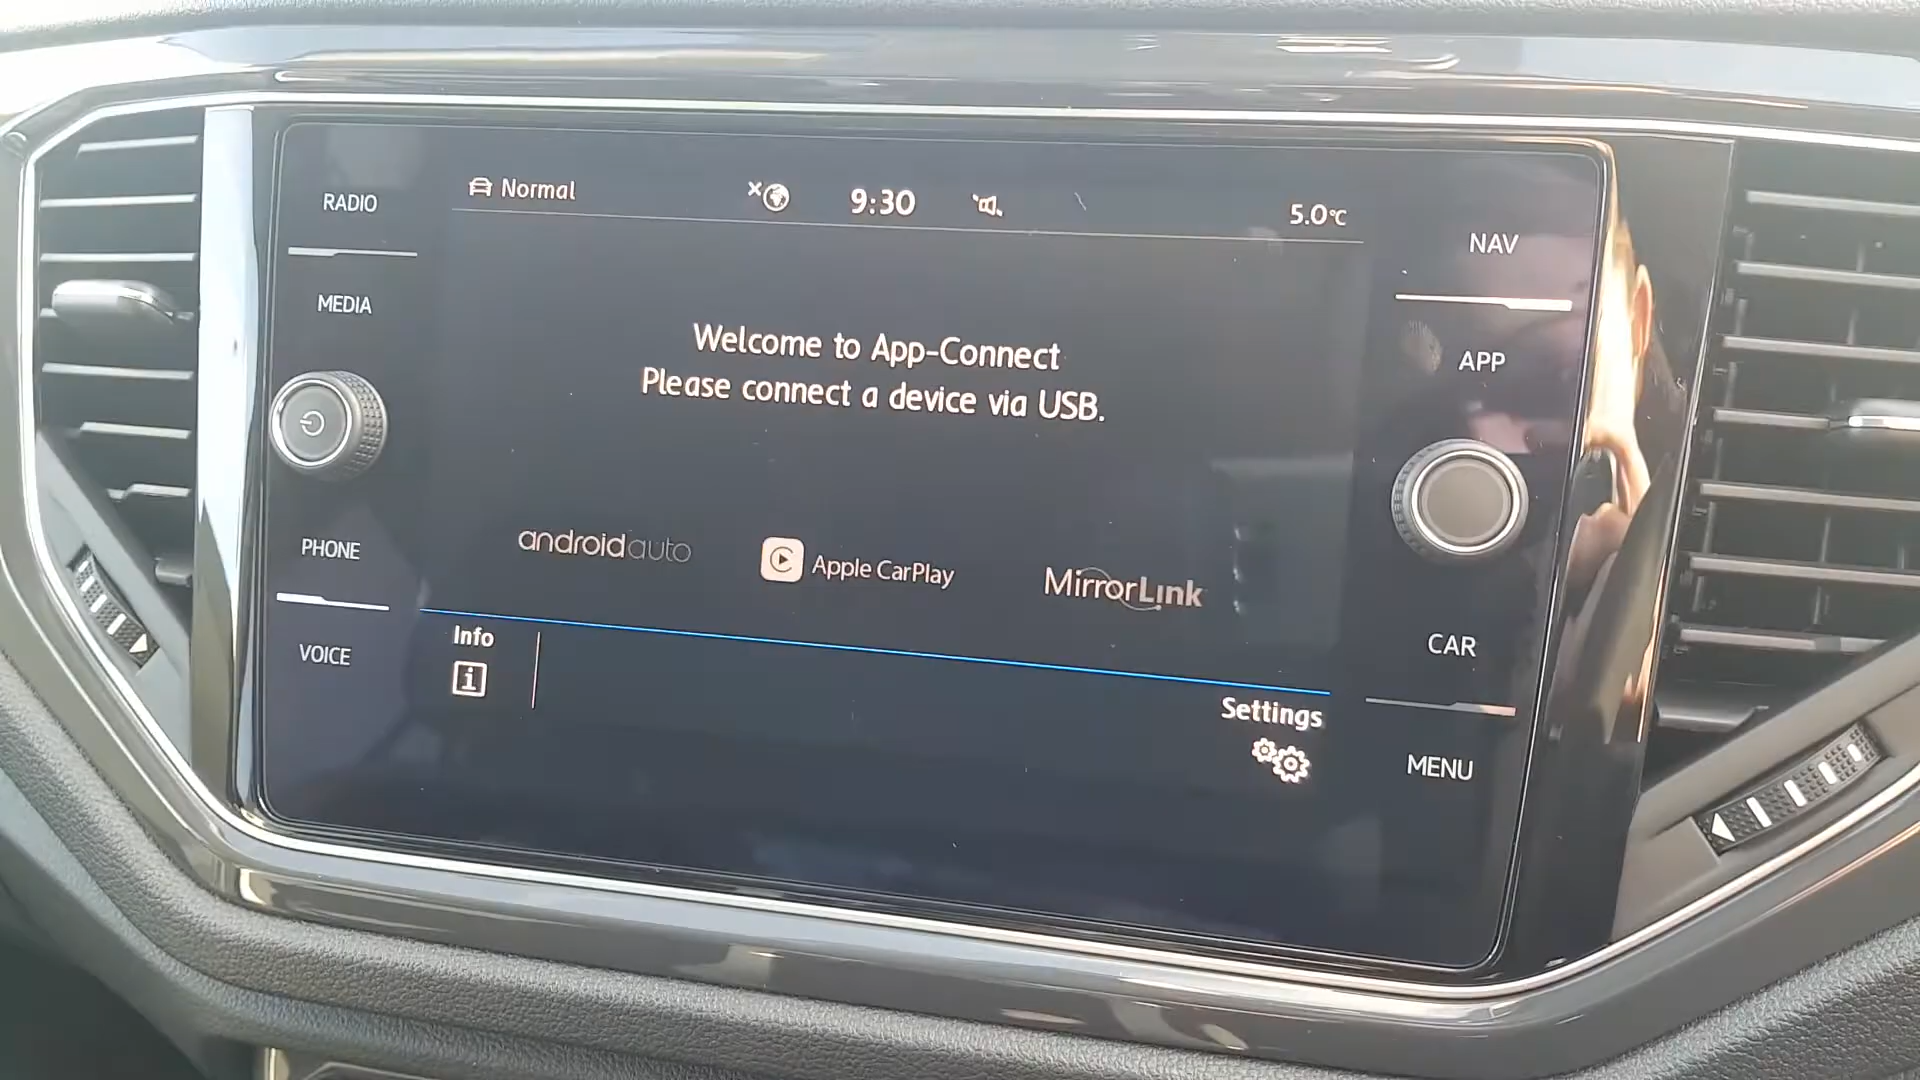 RADIO
MEDIA
PHONE
VOICE
Normal
9:30
5.0°C
Welcome to App-Connect
Please connect a device via USB.
androidauto
Apple CarPlay
MirrorLink
Info
i
Settings
NAV
APP
CAR
MENU